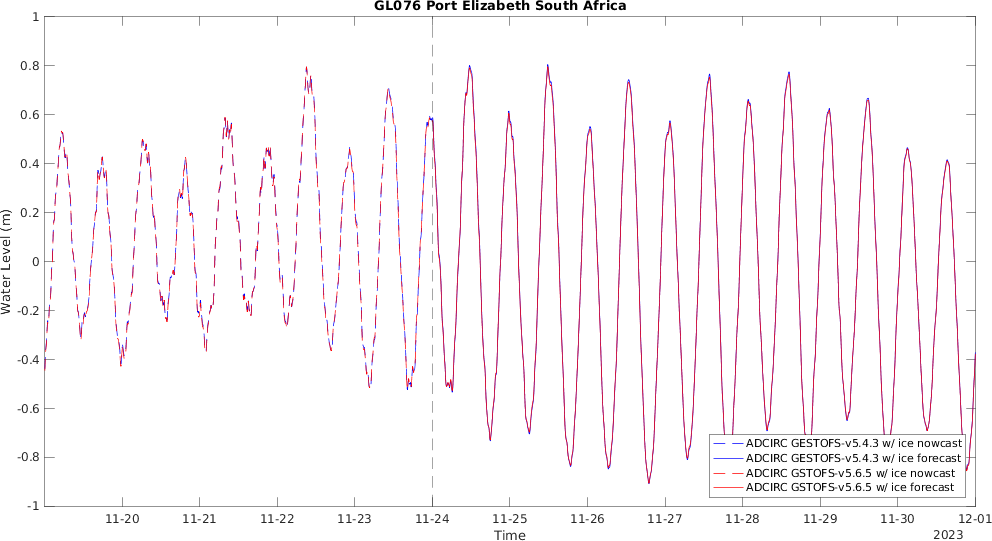 GL076 Port Elizabeth South Africa
1
0.8
0.6
0.4
0.2
0
-0.2
-0.4
-0.6
-0.8
-1
Water Level (m)
ADCIRC GESTOFS-v5.4.3 w/ ice nowcast
ADCIRC GESTOFS-v5.4.3 w/ ice forecast
ADCIRC GSTOFS-v5.6.5 w/ ice nowcast
ADCIRC GSTOFS-v5.6.5 w/ ice forecast
11-20 11-21 11-22 11-23 11-24 11-25 11-26 11-27 11-28 11-29 11-30 12-01
Time
2023